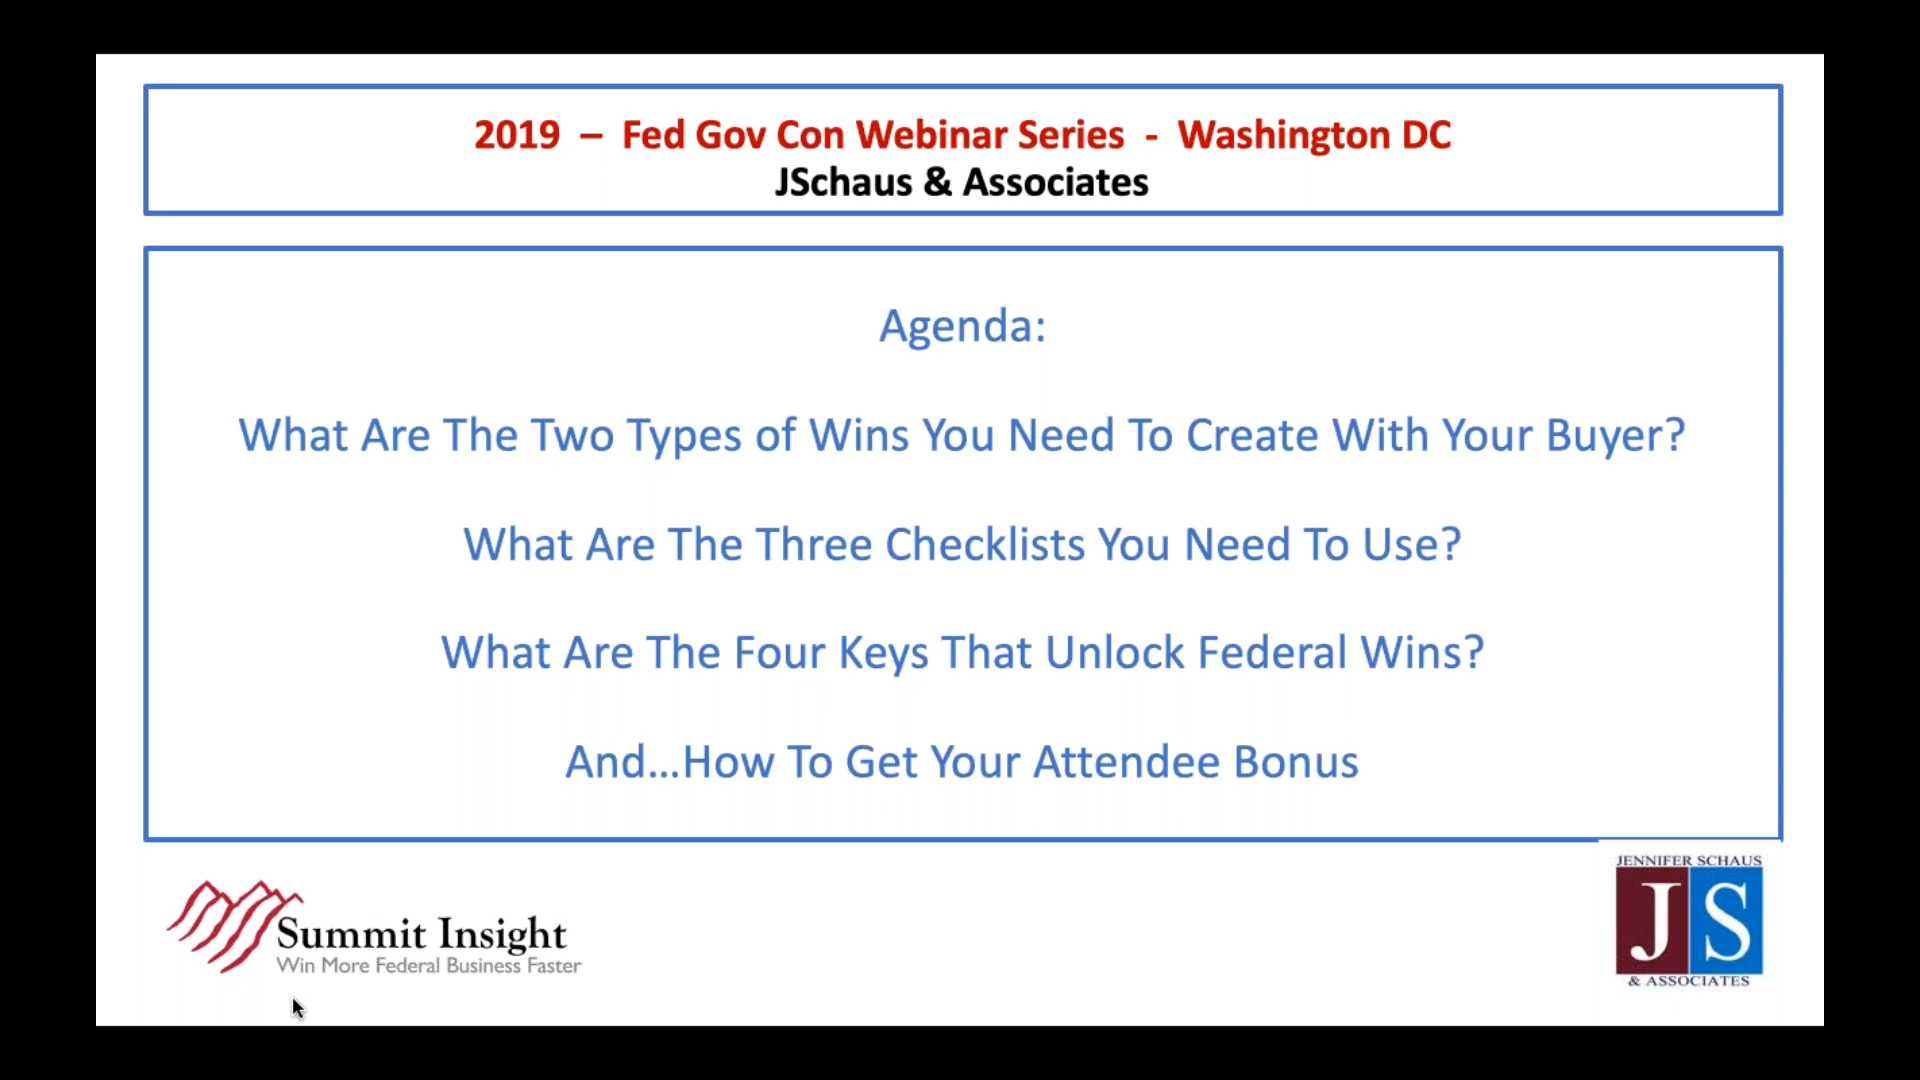 2019 – Fed Gov Con Webinar Series - Washington DC
JSchaus & Associates
Agenda:
What Are The Two Types of Wins You Need To Create With Your Buyer?
What Are The Three Checklists You Need To Use?
What Are The Four Keys That Unlock Federal Wins?
And...How To Get Your Attendee Bonus
Summit Insight
Win More Federal Business Faster
JENNIFER SCHAUS
JS
& ASSOCIATES